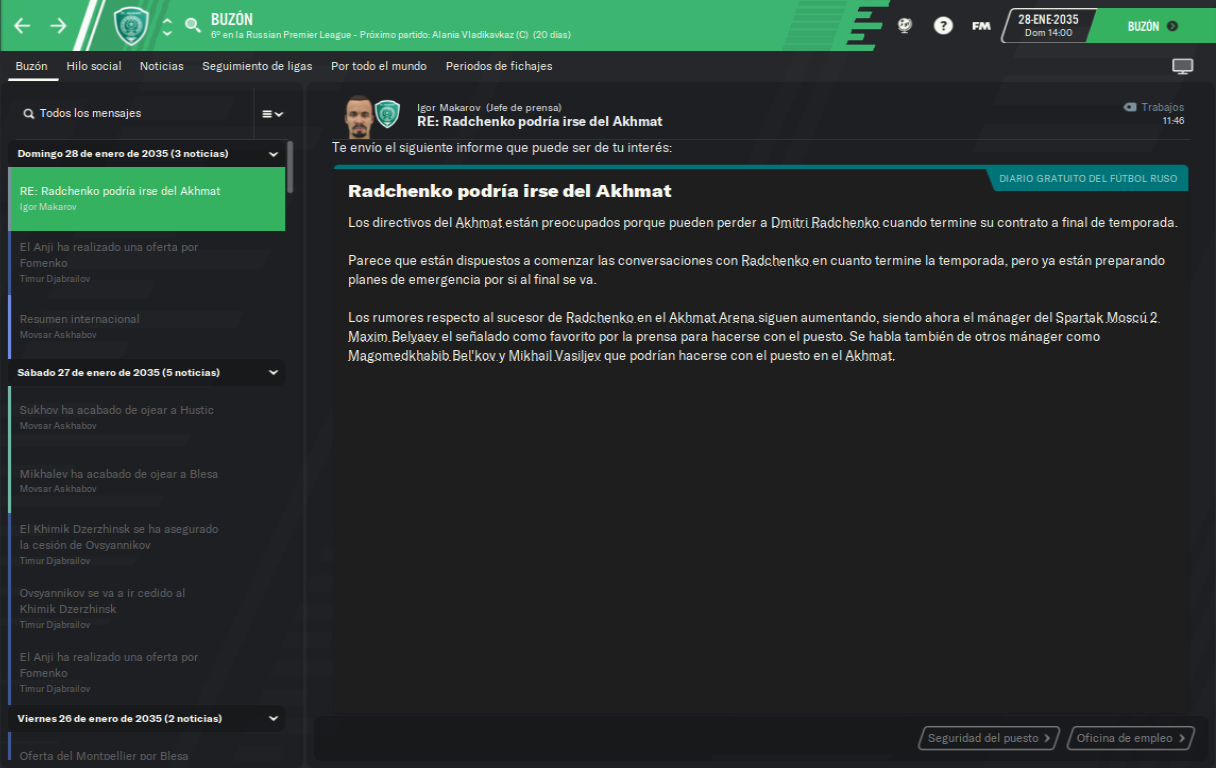 BUZÓN
6º en la Russian Premier League - Próximo partido: Alania Vladikavkaz (C) (20 días)
FM
28-ENE-2035
Dom 14:00
BUZÓN
Buzón
Hilo social
Noticias
Seguimiento de ligas
Por todo el mundo
Periodos de fichajes
Todos los mensajes
Domingo 28 de enero de 2035 (3 noticias)
RE: Radchenko podría irse del Akhmat
Igor Makarov
El Anji ha realizado una oferta por
Fomenko
Timur Djabrailov
Resumen internacional
Movsar Askhabov
Sábado 27 de enero de 2035 (5 noticias)
Sukhov ha acabado de ojear a Hustic
Movsar Askhabov
Mikhalev ha acabado de ojear a Blesa
Movsar Askhabov
El Khimik Dzerzhinsk se ha asegurado
la cesión de Ovsyannikov
Timur Djabrailov
Ovsyannikov se va a ir cedido al
Khimik Dzerzhinsk
Timur Djabrailov
El Anji ha realizado una oferta por
Fomenko
Timur Djabrailov
Viernes 26 de enero de 2035 (2 noticias)
Oferta del Montpellier por Blesa
Igor Makarov (Jefe de prensa)
RE: Radchenko podría irse del Akhmat
Trabajos
11:46
Te envío el siguiente informe que puede ser de tu interés:
DIARIO GRATUITO DEL FÚTBOL RUSO
Radchenko podría irse del Akhmat
Los directivos del Akhmat están preocupados porque pueden perder a Dmitri Radchenko cuando termine su contrato a final de temporada.
Parece que están dispuestos a comenzar las conversaciones con Radchenko en cuanto termine la temporada, pero ya están preparando
planes de emergencia por si al final se va.
Los rumores respecto al sucesor de Radchenko en el Akhmat Arena siguen aumentando, siendo ahora el mánager del Spartak Moscú 2
Maxim Belyaev el señalado como favorito por la prensa para hacerse con el puesto. Se habla también de otros mánager como
Magomedkhabib Bel'kov y Mikhail Vasiljev que podrían hacerse con el puesto en el Akhmat.
Seguridad del puesto
Oficina de empleo